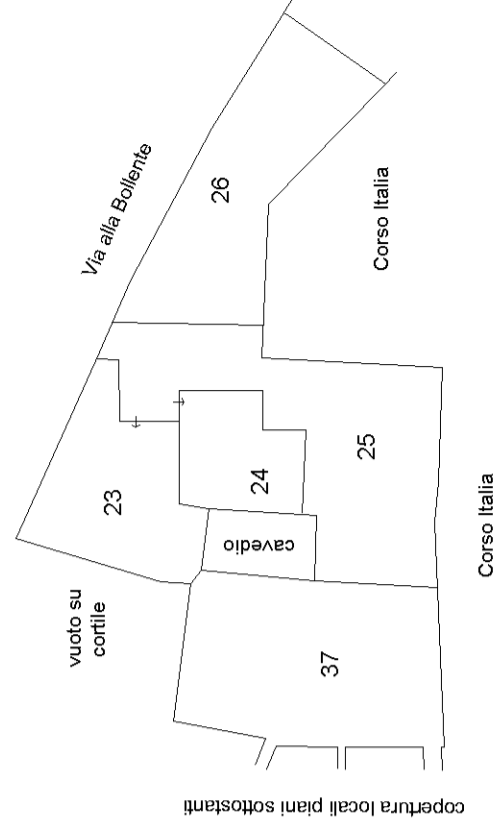 Via alla Bollente
26
Corso Italia
23
24
25
cavedio
vuoto su
cortile
37
Corso Italia
copertura locali piani sottostanti